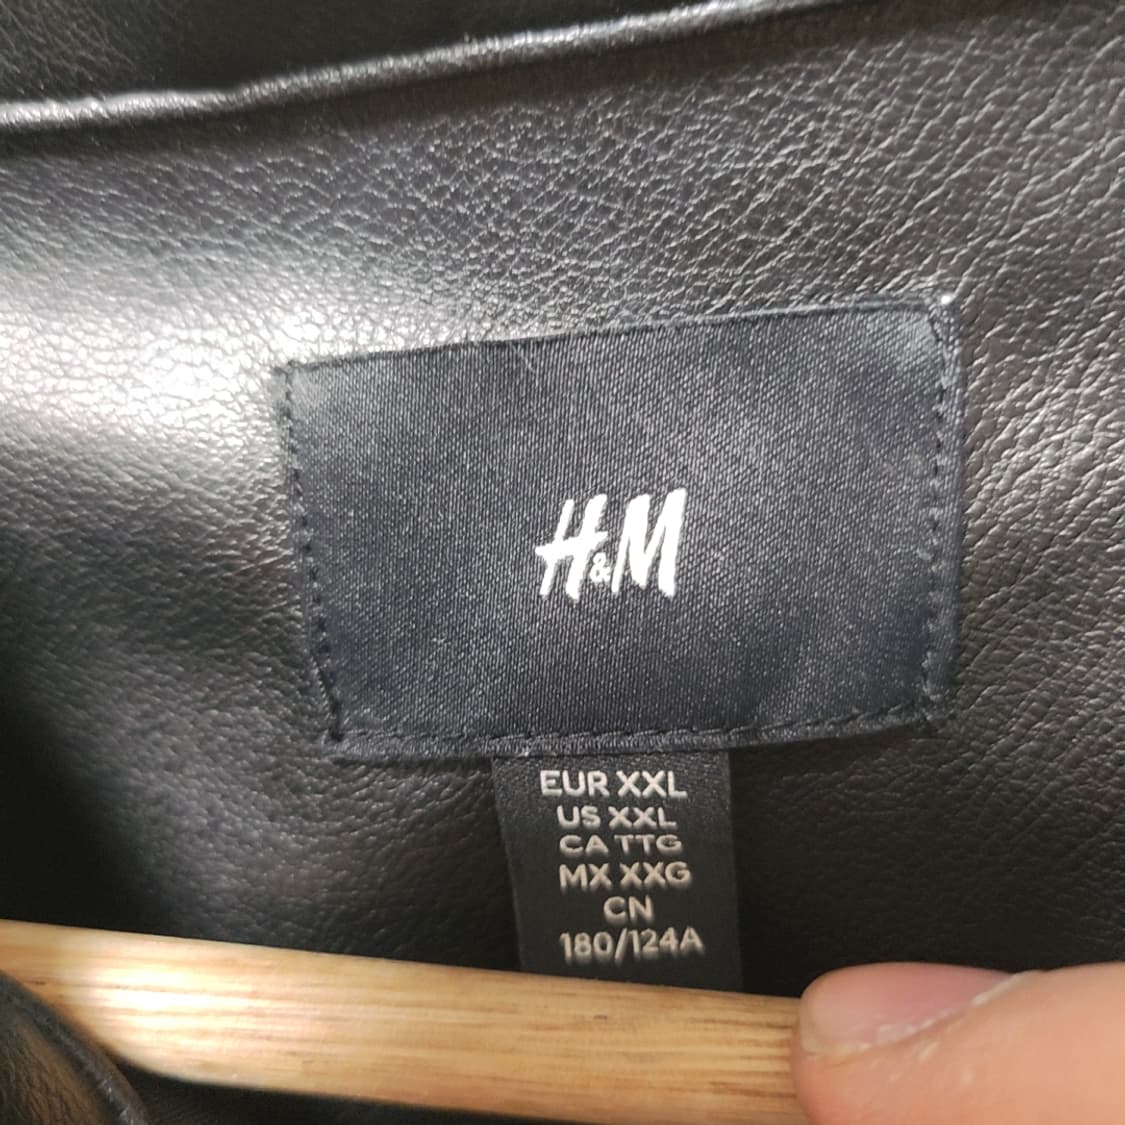 H&M
EUR XXL
US XXL
CA TTG
MX XXG
CN
180/124A